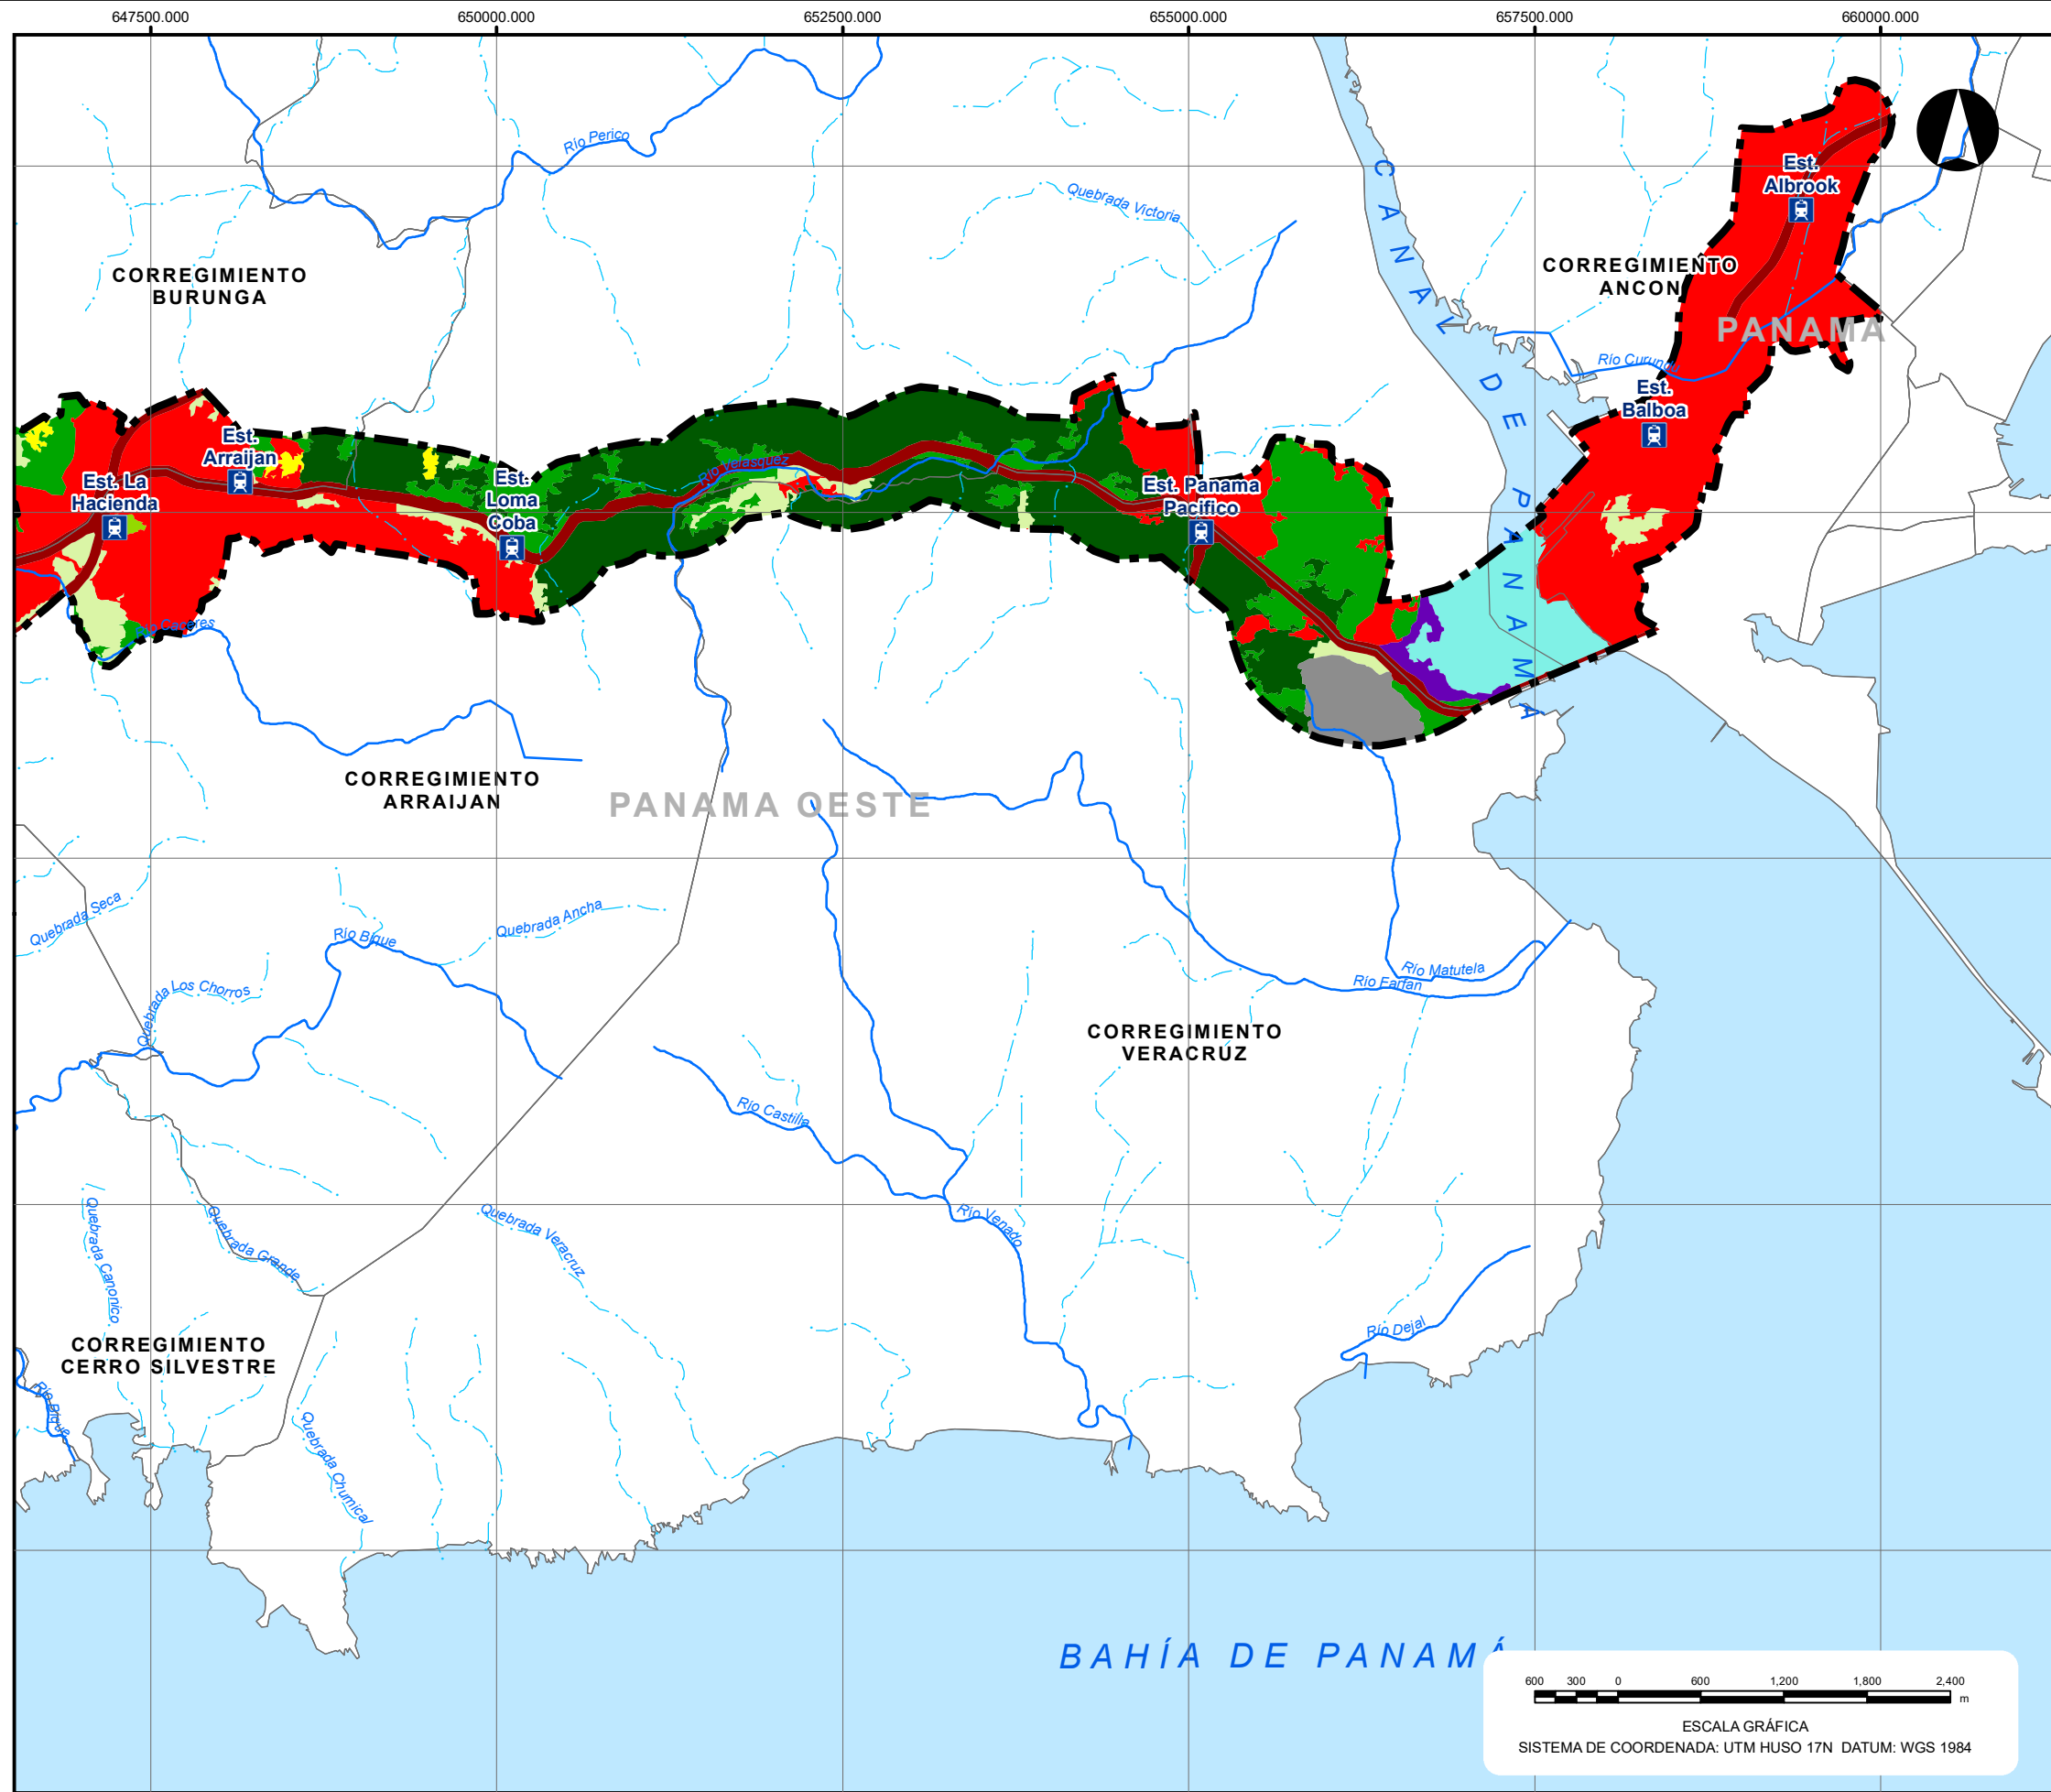 647500.000
650000.000
652500.000
655000.000
657500.000
660000.000
Río Perico
Quebrada Victoria
CANAL DE PANAMA
Est.
Albrook
CORREGIMIENTO
BURUNGA
CORREGIMIENTO
ANCON
PANAMA
Río Curundu
Est.
Balboa
Est.
Arraijan
Est. La
Hacienda
Est.
Loma
Coba
Río Velasquez
Est. Panama
Pacifico
Río Caceres
CORREGIMIENTO
ARRAIJAN
PANAMA OESTE
Quebrada Seca
Río Bique
Quebrada Ancha
Quebrada Los Chorros
Río Matutela
Río Farfan
CORREGIMIENTO
VERACRUZ
Río Castilla
Quebrada Canonico
Quebrada Grande
Quebrada Veracruz
Río Venado
Río Dejal
CORREGIMIENTO
CERRO SILVESTRE
Río Bique
Quebrada Chumical
BAHÍA DE PANAMÁ
600 300 0 600 1,200 1,800 2,400
m
ESCALA GRÁFICA
SISTEMA DE COORDENADA: UTM HUSO 17N DATUM: WGS 1984